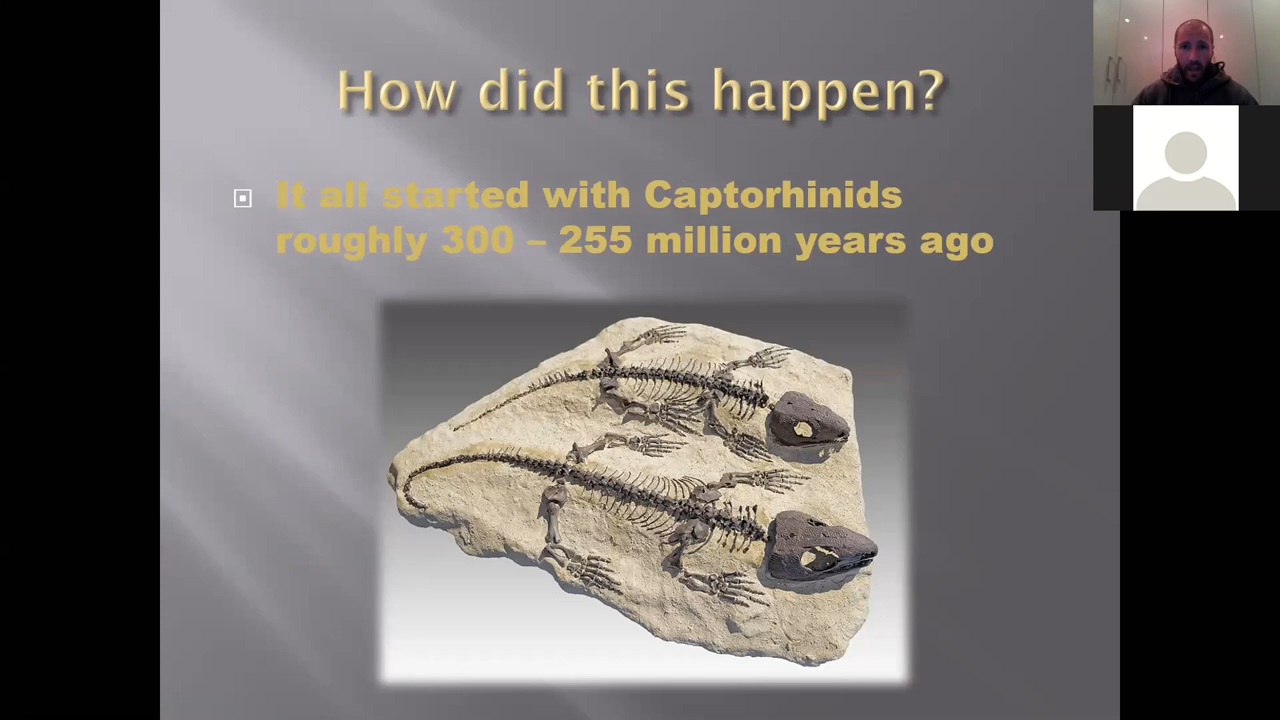 How did this happen?
It all started with Captorhinids
roughly 300 – 255 million years ago